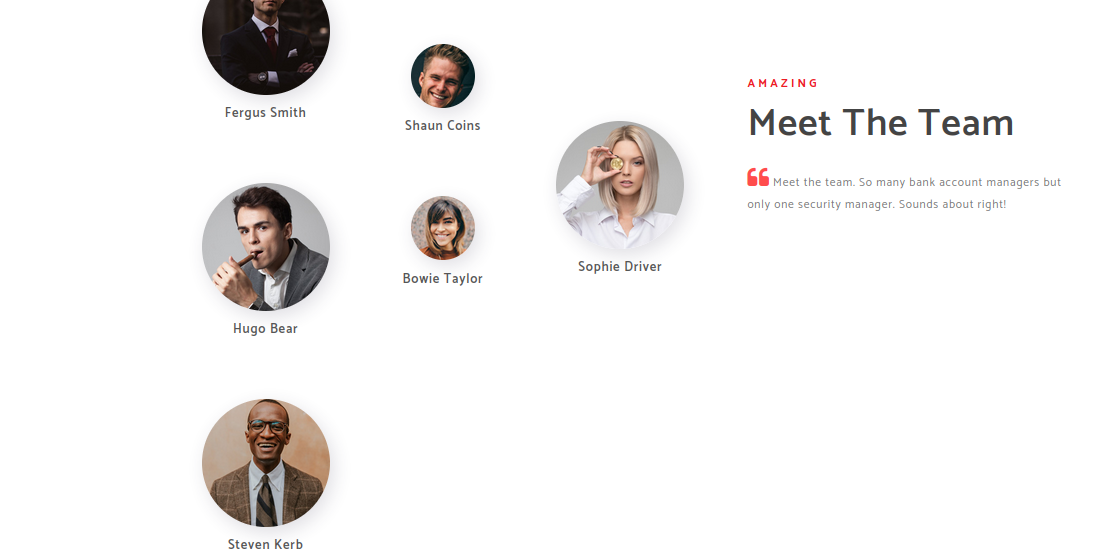 Fergus Smith
Shaun Coins
Bowie Taylor
Sophie Driver
Hugo Bear
Steven Kerb
AMAZING
Meet The Team
Meet the team. So many bank account managers but
only one security manager. Sounds about right!